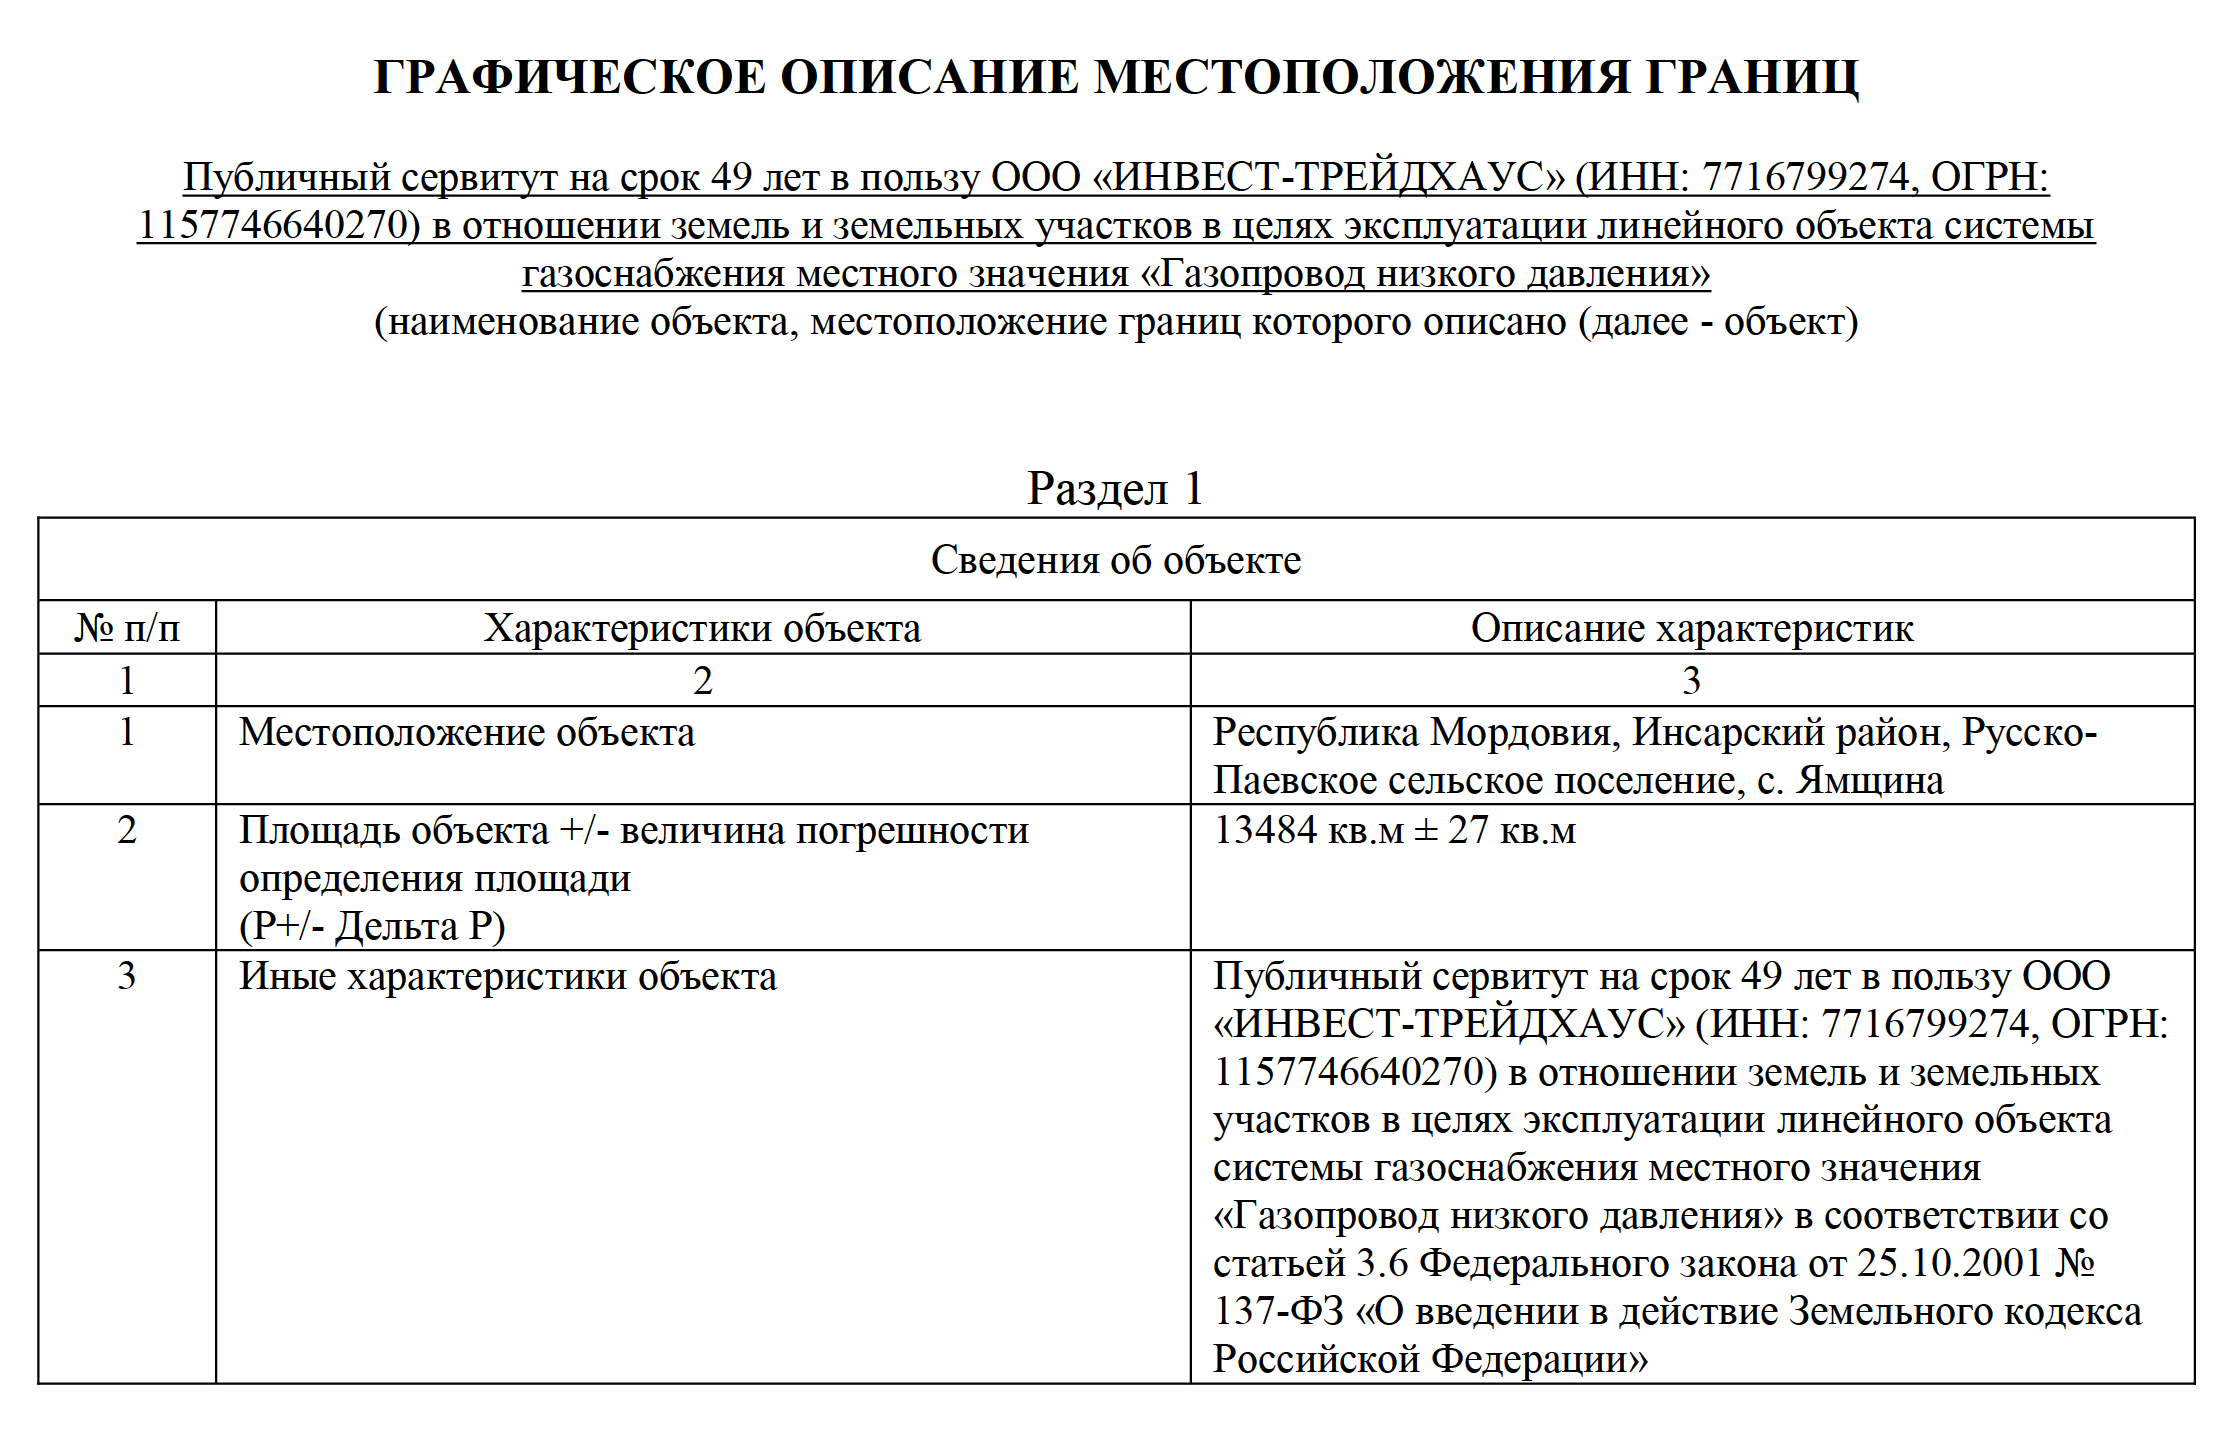 ГРАФИЧЕСКОЕ ОПИСАНИЕ МЕСТОПОЛОЖЕНИЯ ГРАНИЦ
Публичный сервитут на срок 49 лет в пользу ООО «ИНВЕСТ-ТРЕЙДХАУС» (ИНН: 7716799274, ОГРН:
1157746640270) в отношении земель и земельных участков в целях эксплуатации линейного объекта системы
газоснабжения местного значения «Газопровод низкого давления»
(наименование объекта, местоположение границ которого описано (далее - объект)
Раздел 1
Сведения об объекте
№ п/п Характеристики объекта Описание характеристик
1 2 3
1 Местоположение объекта Республика Мордовия, Инсарский район, Русско-
Паевское сельское поселение, с. Ямщина
2 Площадь объекта +/- величина погрешности 13484 кв.м ± 27 кв.м
определения площади
(P+/- Дельта P)
3 Иные характеристики объекта Публичный сервитут на срок 49 лет в пользу ООО
«ИНВЕСТ-ТРЕЙДХАУС» (ИНН: 7716799274, ОГРН:
1157746640270) в отношении земель и земельных
участков в целях эксплуатации линейного объекта
системы газоснабжения местного значения
«Газопровод низкого давления» в соответствии со
статьей 3.6 Федерального закона от 25.10.2001 №
137-ФЗ «О введении в действие Земельного кодекса
Российской Федерации»